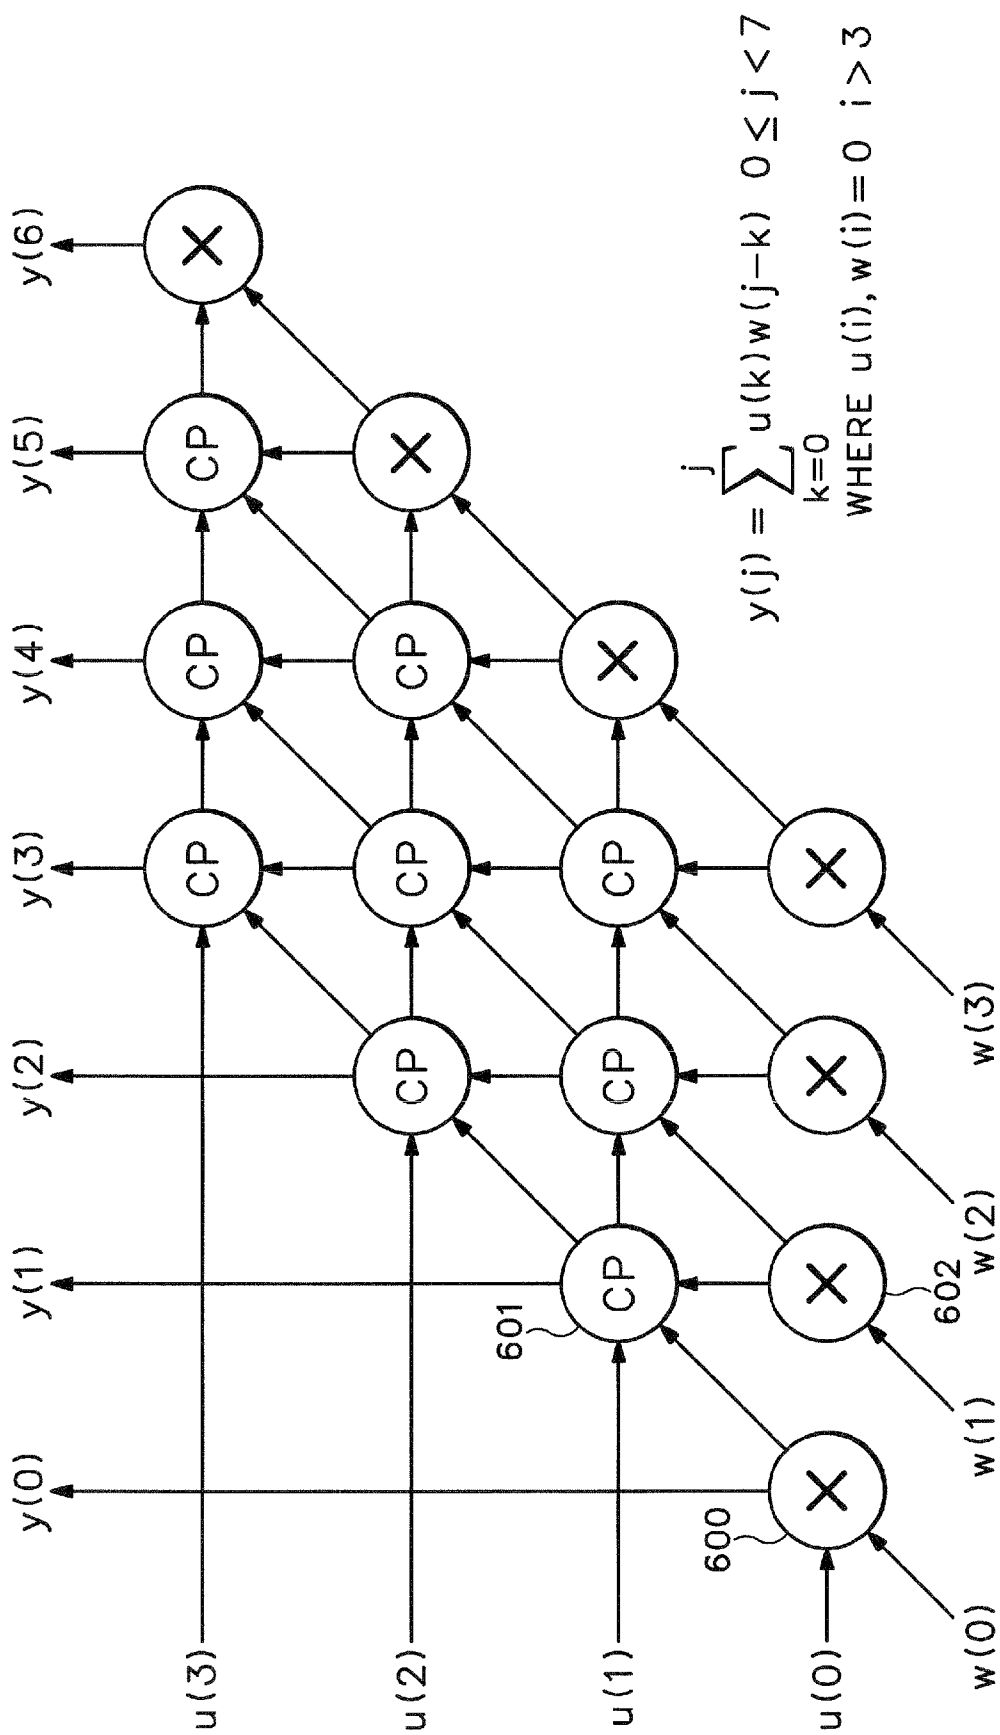 y(0) y(1) y(2) y(3) y(4) y(5) y(6)
u(3) CP CP CP ×
u(2) CP CP CP ×
601
u(1) CP CP CP ×
600
u(0) × × × ×
602
w(0) w(1) w(2) w(3)
j
y(j) = ∑ u(k)w(j−k) 0 ≤ j < 7
k=0
WHERE u(i), w(i) = 0 i > 3